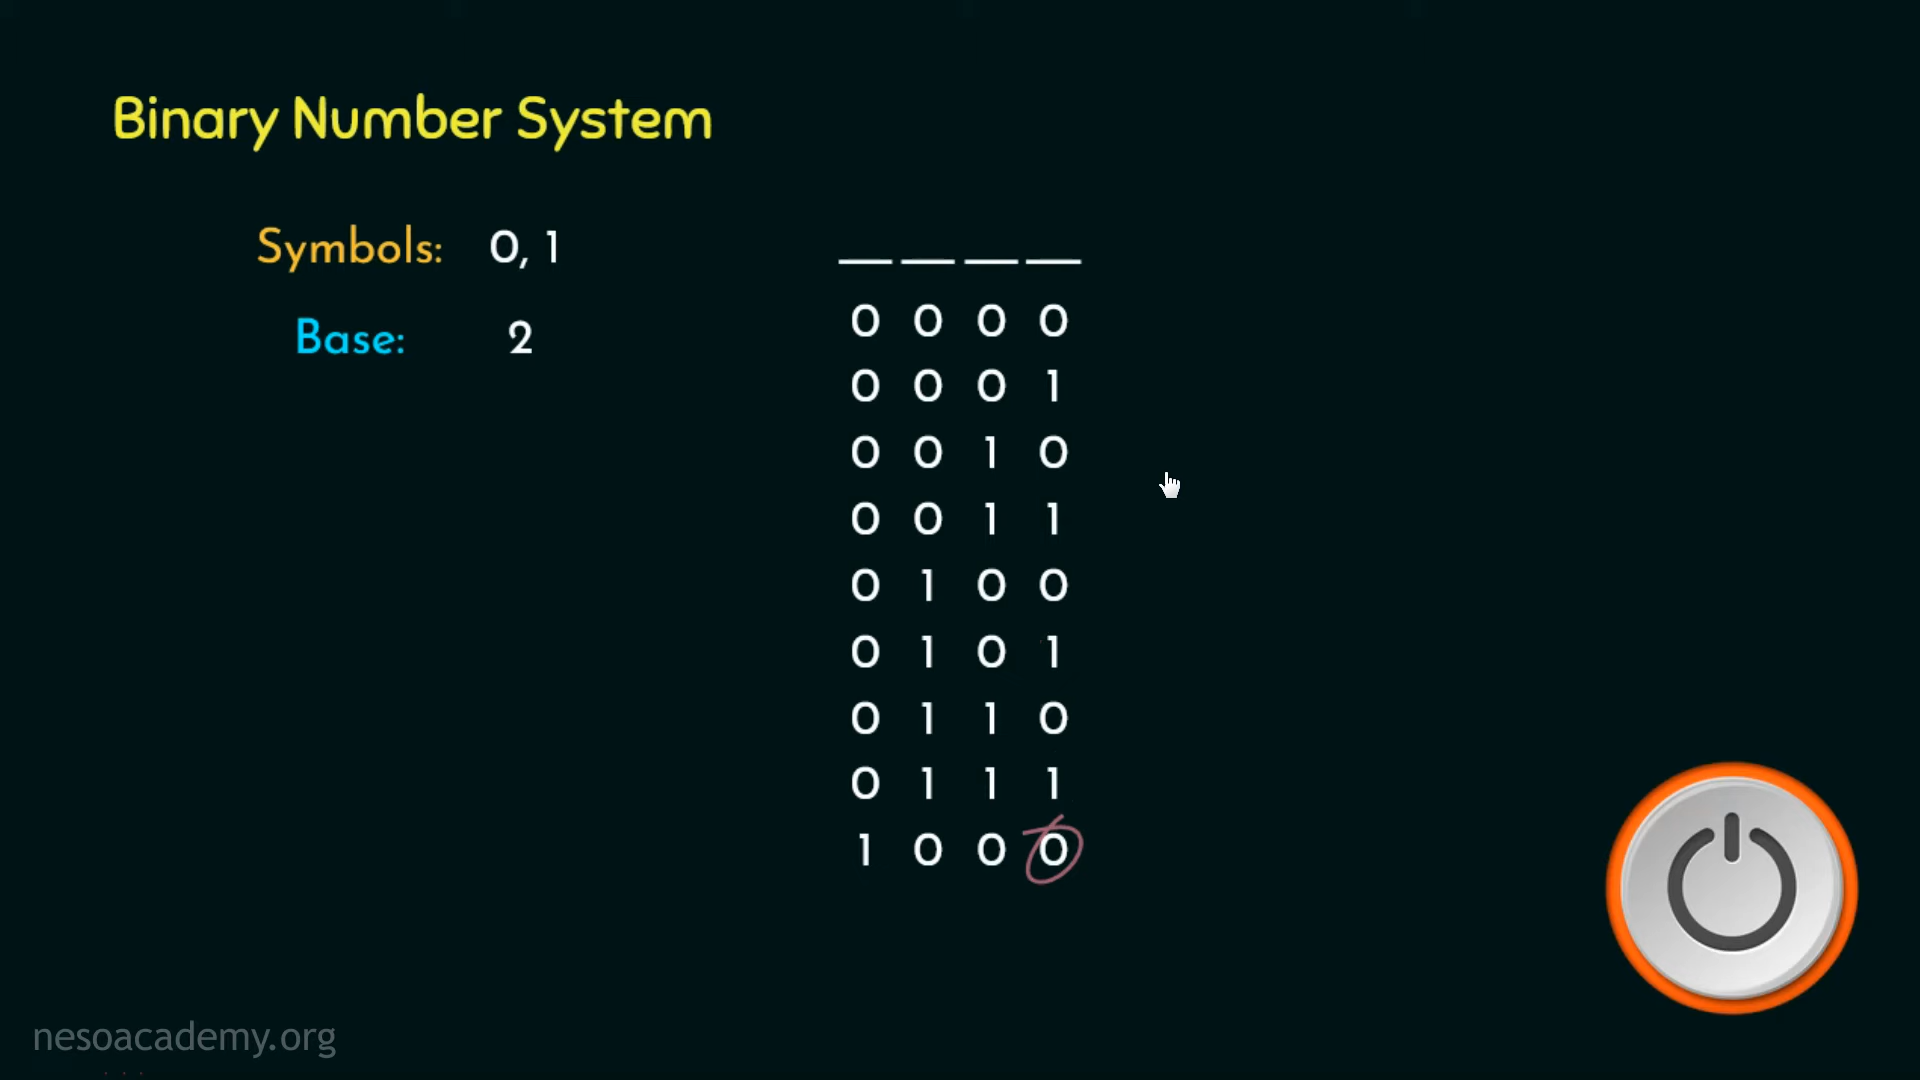 Binary Number System
Symbols: 0, 1
Base: 2
0 0 0 0
0 0 0 1
0 0 1 0
0 0 1 1
0 1 0 0
0 1 0 1
0 1 1 0
0 1 1 1
1 0 0 0
nesoacademy.org